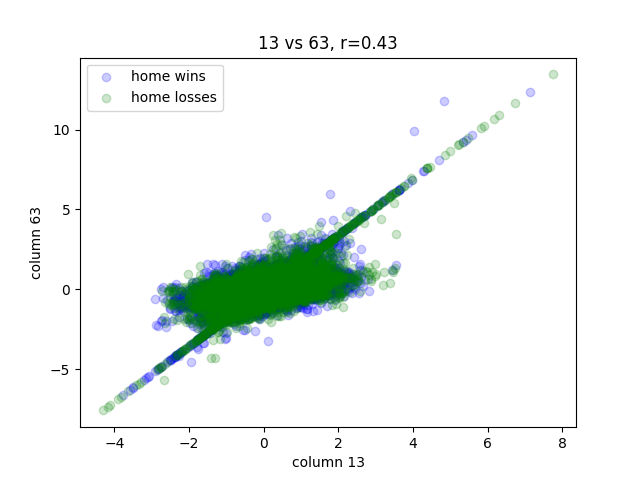 13 vs 63, r=0.43
home wins
home losses
10
5
0
−5
column 63
−4
−2
0
2
4
6
8
column 13